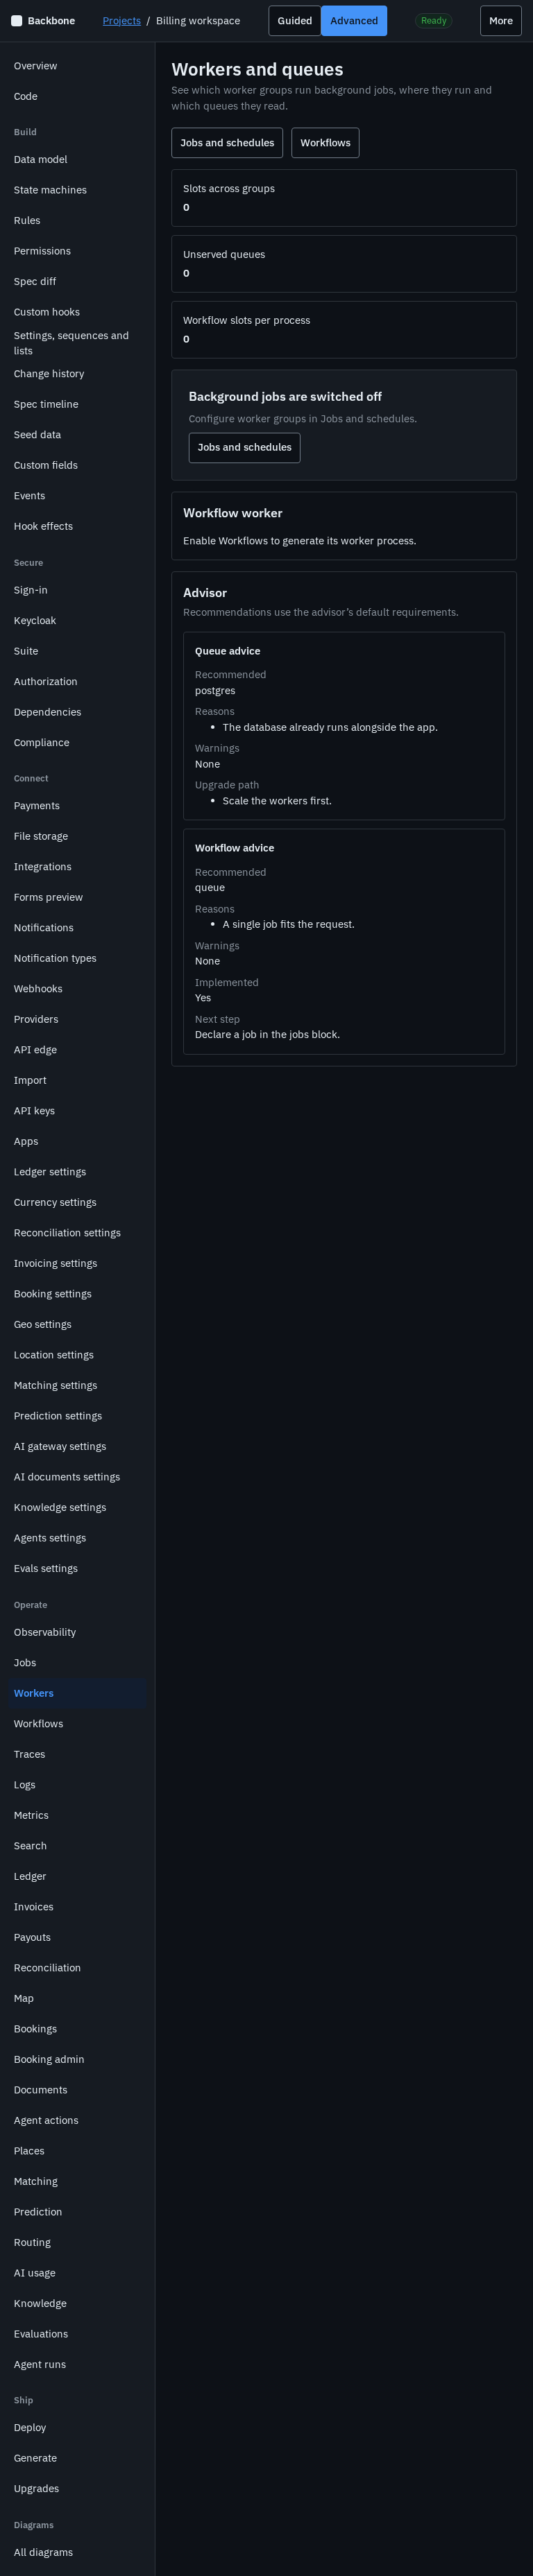 Backbone
Projects / Billing workspace
Guided
Advanced
Ready
More
Overview
Code
Build
Data model
State machines
Rules
Permissions
Spec diff
Custom hooks
Settings, sequences and
lists
Change history
Spec timeline
Seed data
Custom fields
Events
Hook effects
Secure
Sign-in
Keycloak
Suite
Authorization
Dependencies
Compliance
Connect
Payments
File storage
Integrations
Forms preview
Notifications
Notification types
Webhooks
Providers
API edge
Import
API keys
Apps
Ledger settings
Currency settings
Reconciliation settings
Invoicing settings
Booking settings
Geo settings
Location settings
Matching settings
Prediction settings
AI gateway settings
AI documents settings
Knowledge settings
Agents settings
Evals settings
Operate
Observability
Jobs
Workers
Workflows
Traces
Logs
Metrics
Search
Ledger
Invoices
Payouts
Reconciliation
Map
Bookings
Booking admin
Documents
Agent actions
Places
Matching
Prediction
Routing
AI usage
Knowledge
Evaluations
Agent runs
Ship
Deploy
Generate
Upgrades
Diagrams
All diagrams
Workers and queues
See which worker groups run background jobs, where they run and
which queues they read.
Jobs and schedules
Workflows
Slots across groups
0
Unserved queues
0
Workflow slots per process
0
Background jobs are switched off
Configure worker groups in Jobs and schedules.
Jobs and schedules
Workflow worker
Enable Workflows to generate its worker process.
Advisor
Recommendations use the advisor’s default requirements.
Queue advice
Recommended
postgres
Reasons
• The database already runs alongside the app.
Warnings
None
Upgrade path
• Scale the workers first.
Workflow advice
Recommended
queue
Reasons
• A single job fits the request.
Warnings
None
Implemented
Yes
Next step
Declare a job in the jobs block.